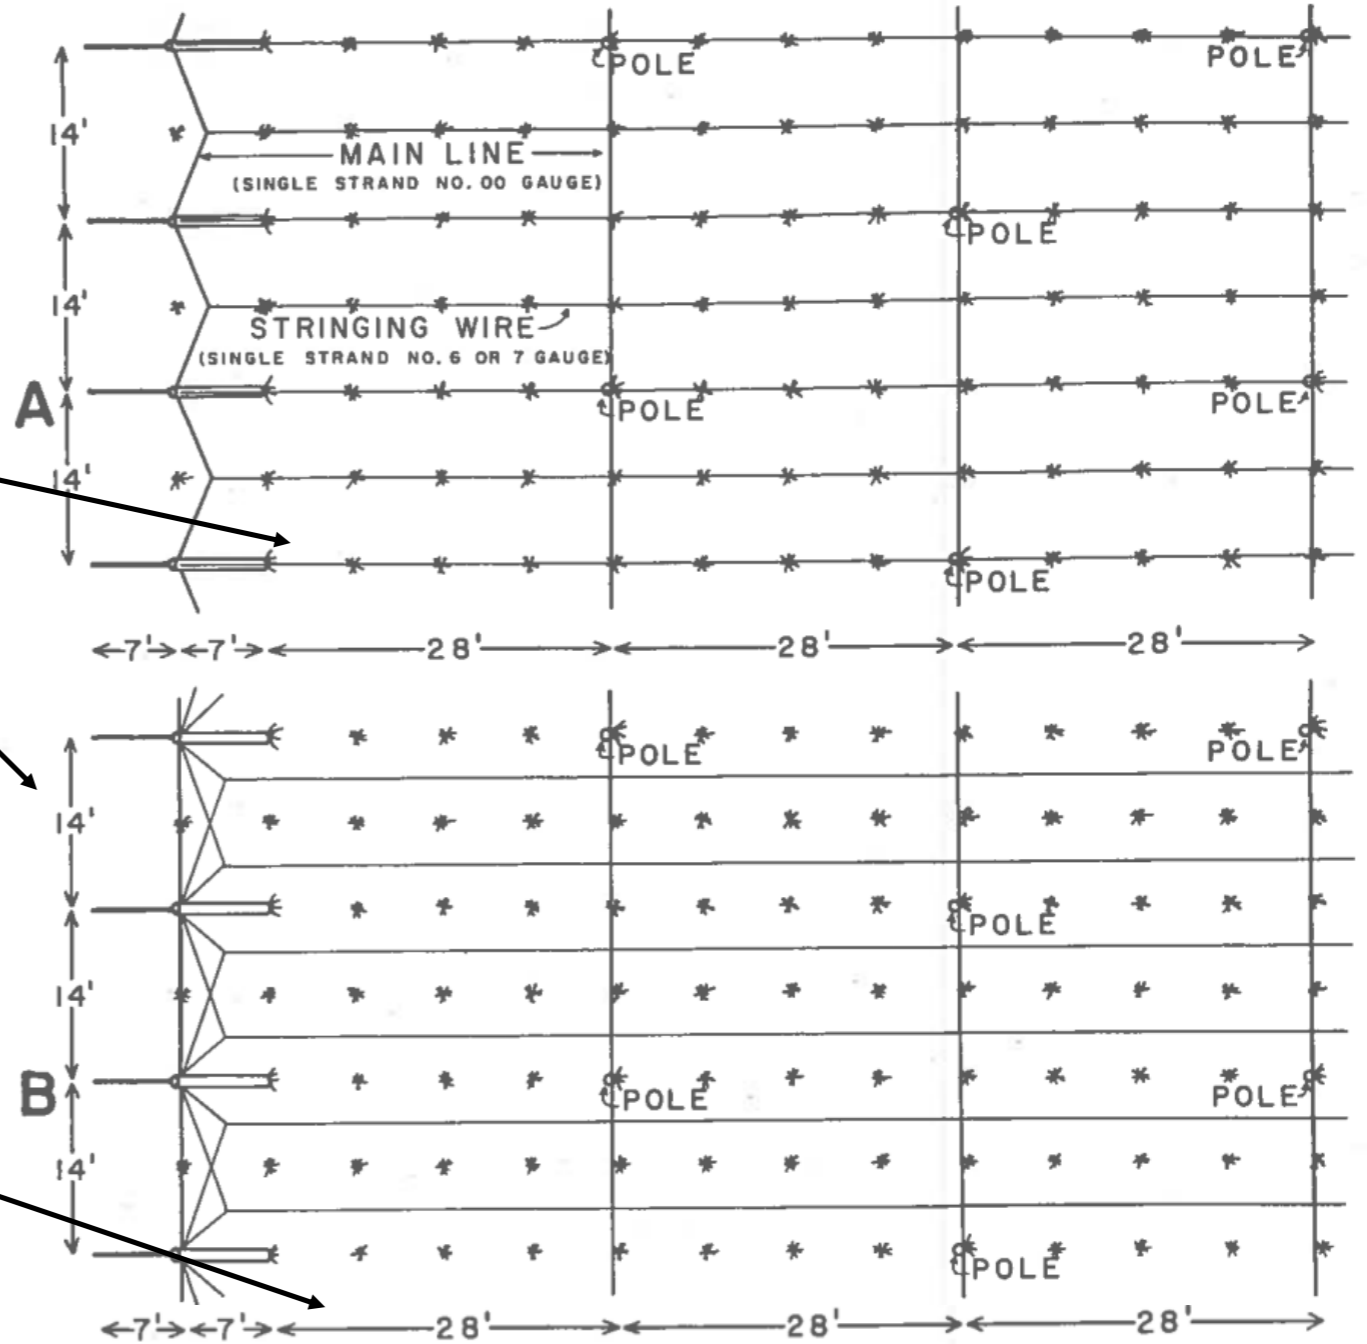 POLE
POLE
14'
MAIN LINE
(SINGLE STRAND NO. 00 GAUGE)
POLE
14'
STRINGING WIRE
(SINGLE STRAND NO. 6 OR 7 GAUGE)
A
POLE
POLE
14'
POLE
7' 7' 28' 28' 28'
POLE
POLE
14'
POLE
14'
B
POLE
POLE
14'
POLE
7' 7' 28' 28' 28'